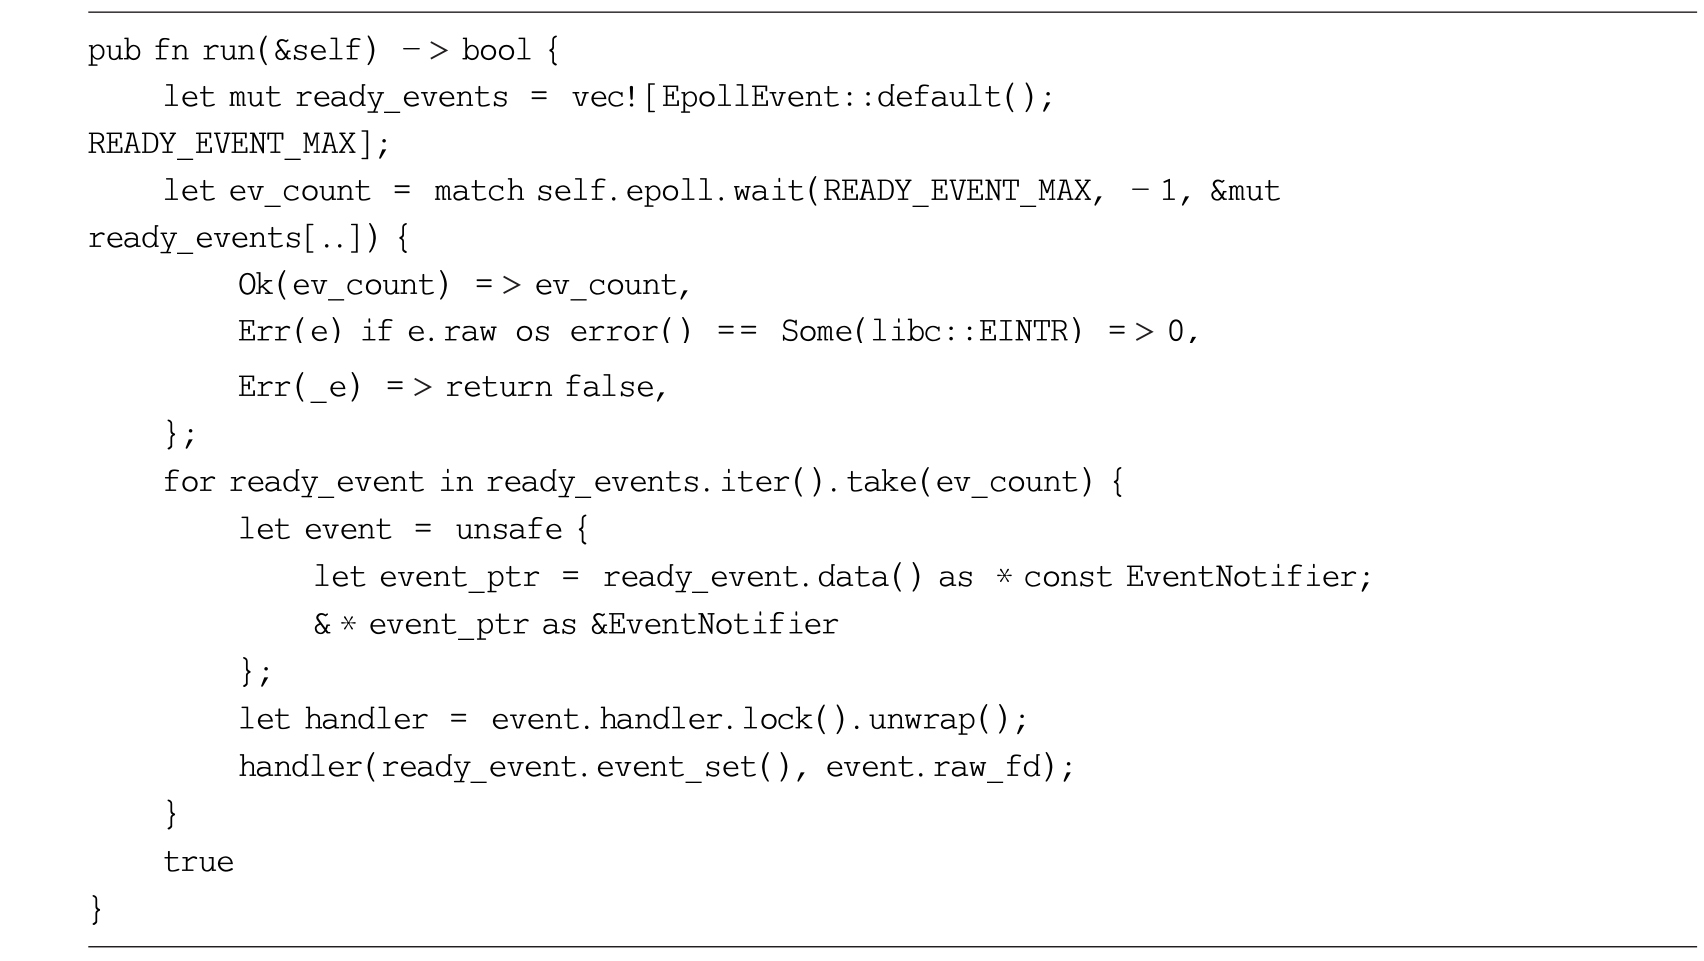 pub fn run(&self) -> bool {
let mut ready_events = vec![EpollEvent::default();
READY_EVENT_MAX];
let ev_count = match self.epoll.wait(READY_EVENT_MAX, -1, &mut
ready_events[..]) {
Ok(ev_count) => ev_count,
Err(e) if e.raw os error() == Some(libc::EINTR) => 0,
Err(_e) => return false,
};
for ready_event in ready_events.iter().take(ev_count) {
let event = unsafe {
let event_ptr = ready_event.data() as *const EventNotifier;
&*event_ptr as &EventNotifier
};
let handler = event.handler.lock().unwrap();
handler(ready_event.event_set(), event.raw_fd);
}
true
}